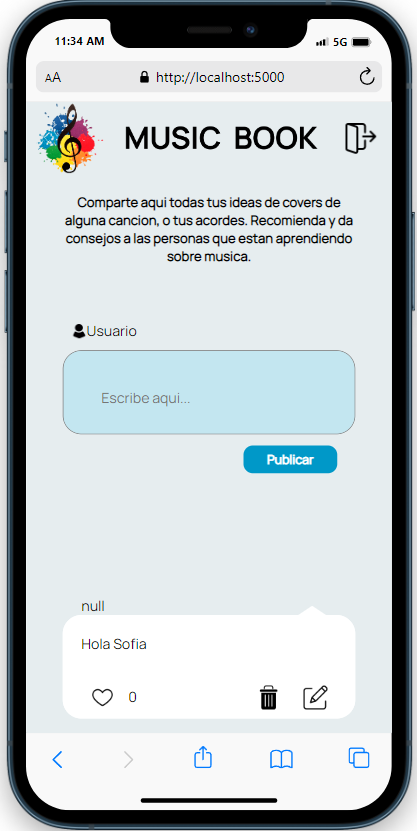 11:34 AM 5G
AA http://localhost:5000
MUSIC BOOK
Comparte aqui todas tus ideas de covers de
alguna cancion, o tus acordes. Recomienda y da
consejos a las personas que estan aprendiendo
sobre musica.
Usuario
Escribe aqui...
Publicar
null
Hola Sofia
0